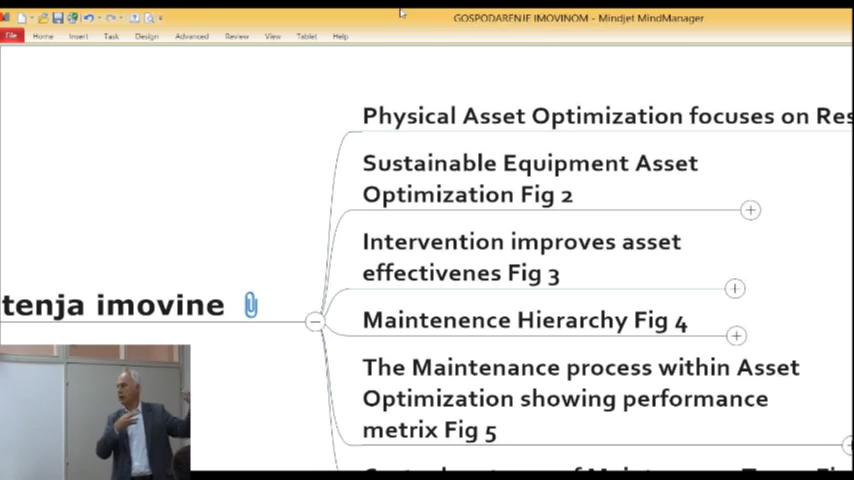 GOSPODARENJE IMOVINOM - Mindjet MindManager
File Home Insert Task Design Advanced Review View Tablet Help
Physical Asset Optimization focuses on Res
Sustainable Equipment Asset
Optimization Fig 2
Intervention improves asset
effectivenes Fig 3
tenja imovine
Maintenence Hierarchy Fig 4
The Maintenance process within Asset
Optimization showing performance
metrix Fig 5